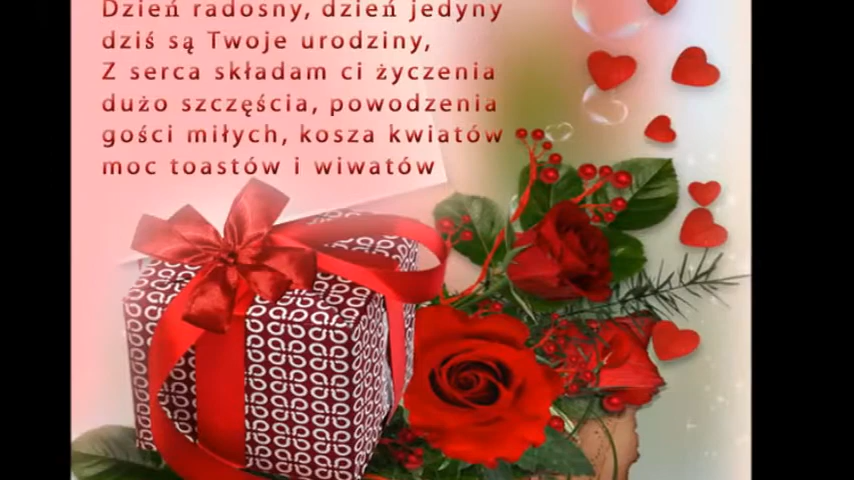 Dzień radosny, dzień jedyny
dziś są Twoje urodziny,
Z serca składam ci życzenia
dużo szczęścia, powodzenia
gości miłych, kosza kwiatów
moc toastów i wiwatów